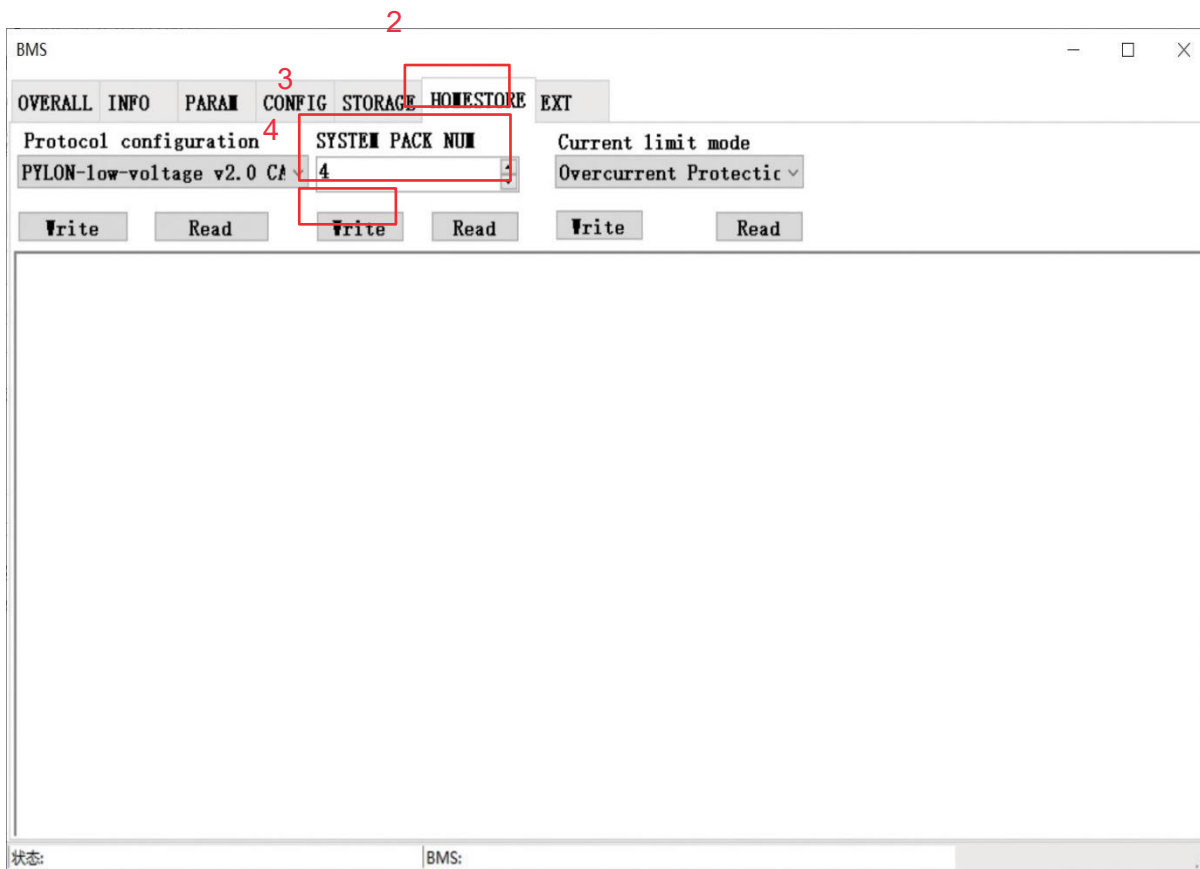 2
BMS
3
OVERALL INFO PARAM CONFIG STORAGE HOMESTORE EXT
Protocol configuration 4 SYSTEM PACK NUM Current limit mode
PYLON-low-voltage v2.0 CA 4 Overcurrent Protectic
Write Read Write Read Write Read
状态: BMS: